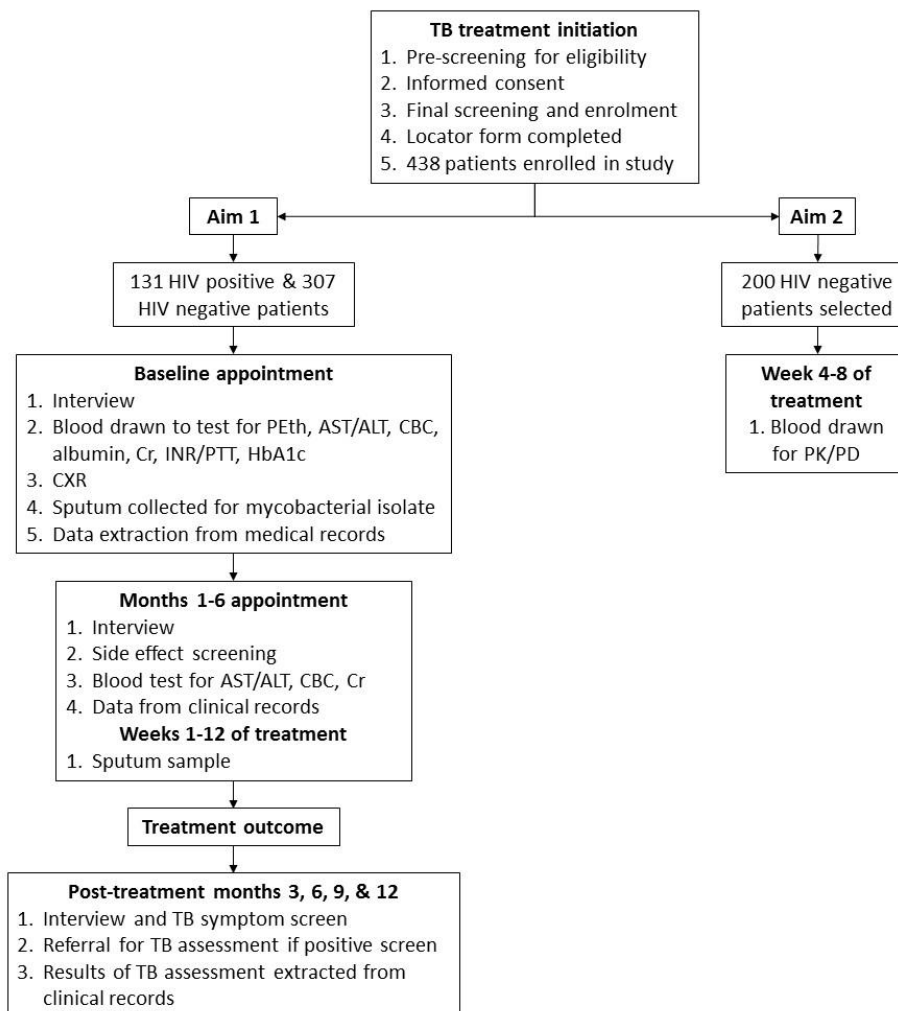 TB treatment initiation
1. Pre-screening for eligibility
2. Informed consent
3. Final screening and enrolment
4. Locator form completed
5. 438 patients enrolled in study
Aim 1
Aim 2
131 HIV positive & 307
HIV negative patients
200 HIV negative
patients selected
Baseline appointment
1. Interview
2. Blood drawn to test for PEth, AST/ALT, CBC,
albumin, Cr, INR/PTT, HbA1c
3. CXR
4. Sputum collected for mycobacterial isolate
5. Data extraction from medical records
Week 4-8 of
treatment
1. Blood drawn
for PK/PD
Months 1-6 appointment
1. Interview
2. Side effect screening
3. Blood test for AST/ALT, CBC, Cr
4. Data from clinical records
Weeks 1-12 of treatment
1. Sputum sample
Treatment outcome
Post-treatment months 3, 6, 9, & 12
1. Interview and TB symptom screen
2. Referral for TB assessment if positive screen
3. Results of TB assessment extracted from
clinical records